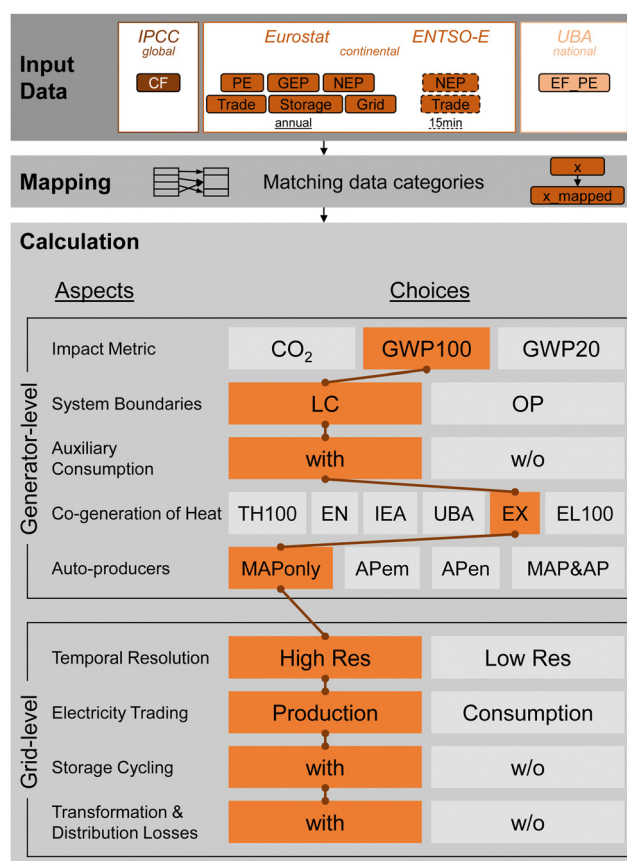 Input Data
IPCC
global
CF
Eurostat
ENTSO-E
continental
PE
GEP
NEP
Trade
Storage
Grid
annual
NEP
Trade
15min
UBA
national
EF_PE
Mapping
Matching data categories
x
x_mapped
Calculation
Aspects
Choices
Generator-level
Impact Metric
CO₂
GWP100
GWP20
System Boundaries
LC
OP
Auxiliary
Consumption
with
w/o
Co-generation of Heat
TH100
EN
IEA
UBA
EX
EL100
Auto-producers
MAPonly
APem
APen
MAP&AP
Grid-level
Temporal Resolution
High Res
Low Res
Electricity Trading
Production
Consumption
Storage Cycling
with
w/o
Transformation &
Distribution Losses
with
w/o